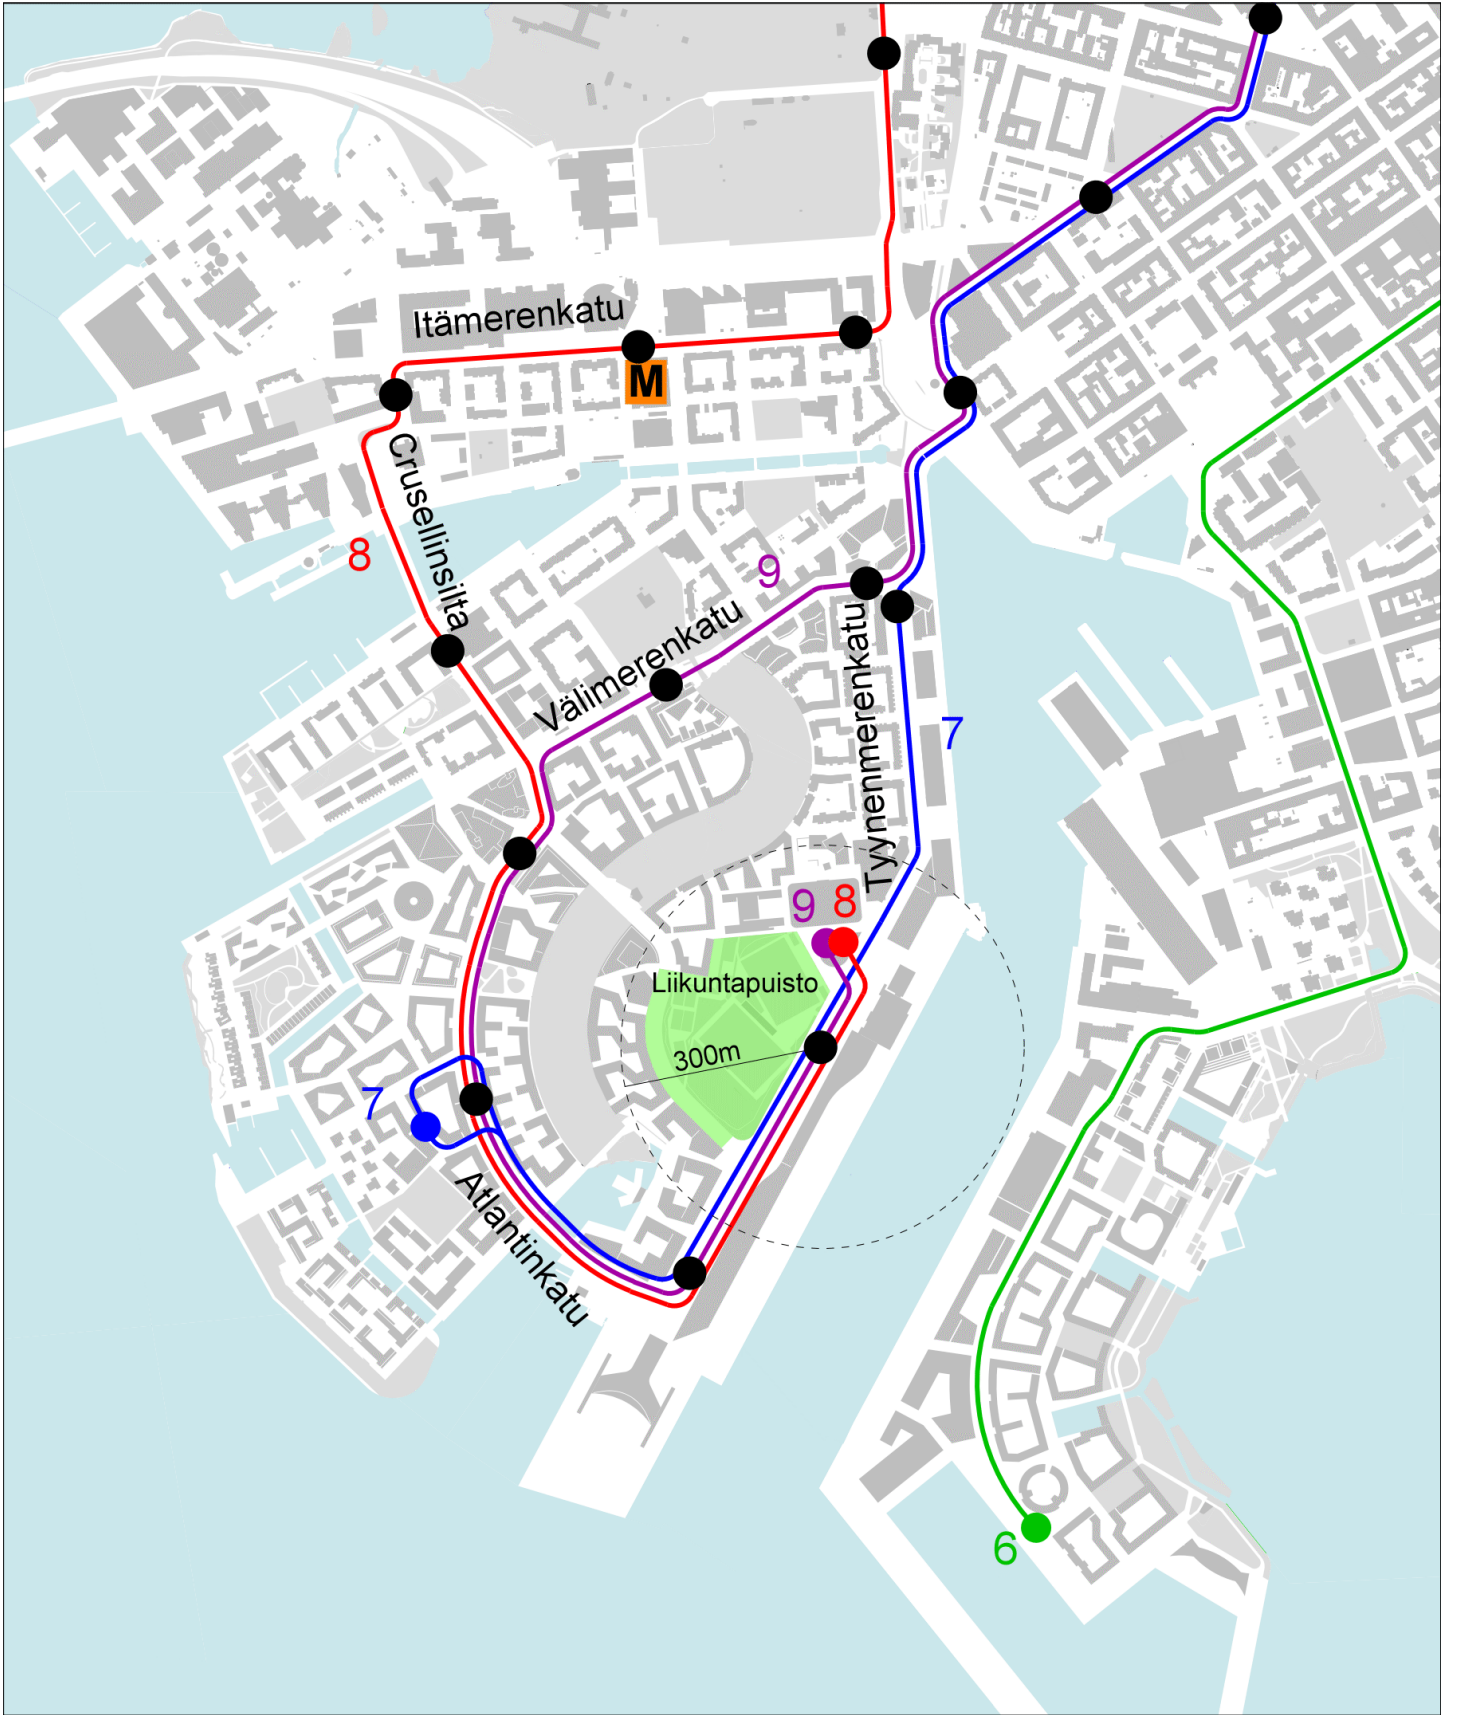 Itämerenkatu
M
Crusellinsilta
8
9
Välimerenkatu
Tyynenmerenkatu
7
9 8
Liikuntapuisto
300m
7
Atlantinkatu
6